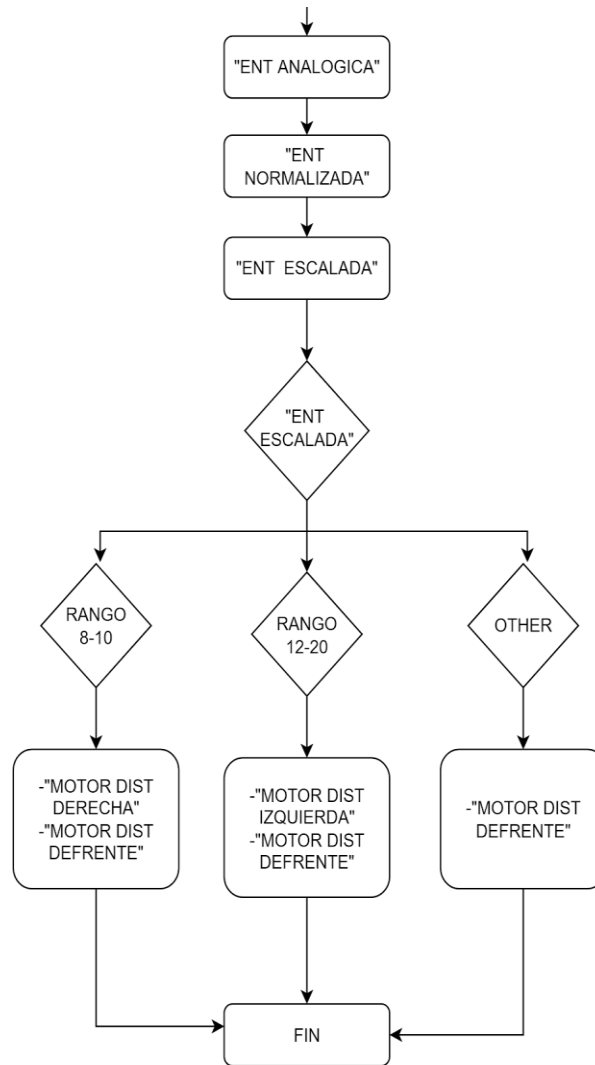 "ENT ANALOGICA"
"ENT
NORMALIZADA"
"ENT ESCALADA"
"ENT
ESCALADA"
RANGO
8-10
RANGO
12-20
OTHER
-"MOTOR DIST
DERECHA"
-"MOTOR DIST
DEFRENTE"
-"MOTOR DIST
IZQUIERDA"
-"MOTOR DIST
DEFRENTE"
-"MOTOR DIST
DEFRENTE"
FIN